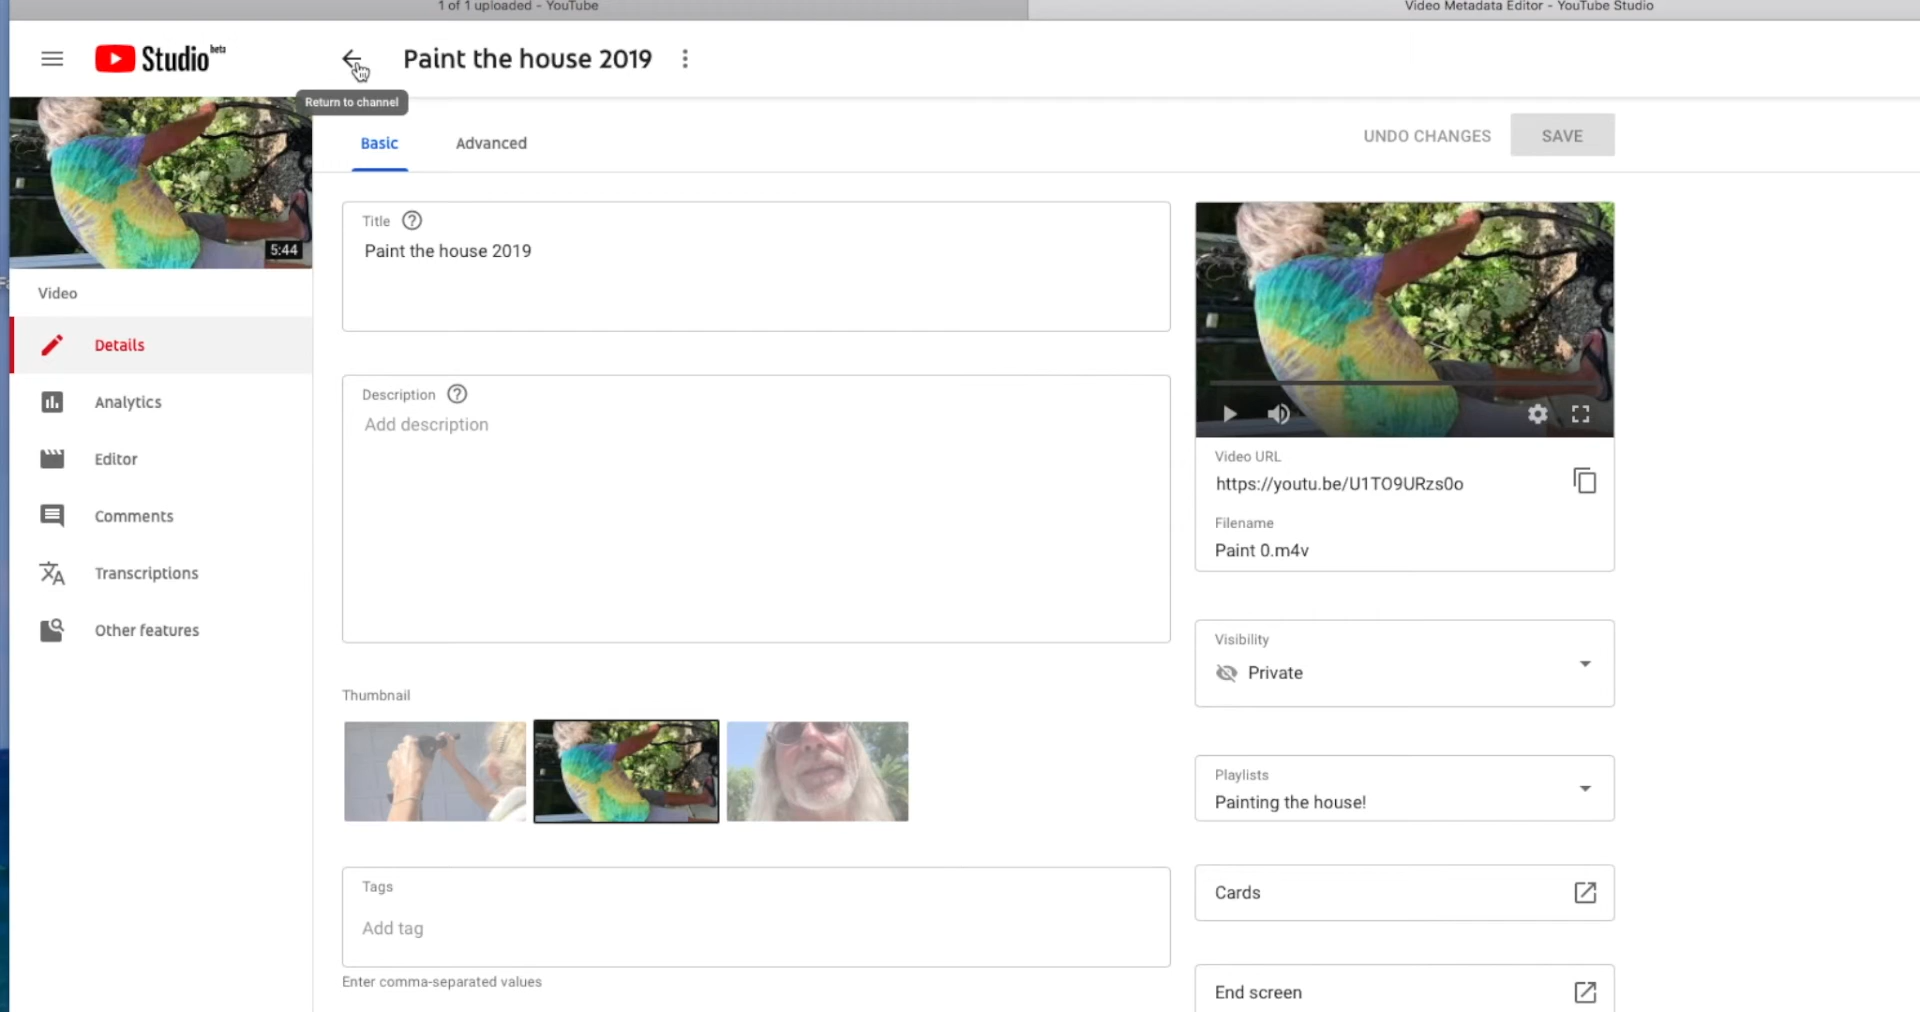 1 of 1 uploaded - YouTube
Video Metadata Editor - YouTube Studio
Studio beta
Paint the house 2019
Return to channel
Basic
Advanced
UNDO CHANGES
SAVE
5:44
Video
Details
Analytics
Editor
Comments
Transcriptions
Other features
Title
Paint the house 2019
Description
Add description
Thumbnail
Tags
Add tag
Enter comma-separated values
Video URL
https://youtu.be/U1TO9URzs0o
Filename
Paint 0.m4v
Visibility
Private
Playlists
Painting the house!
Cards
End screen